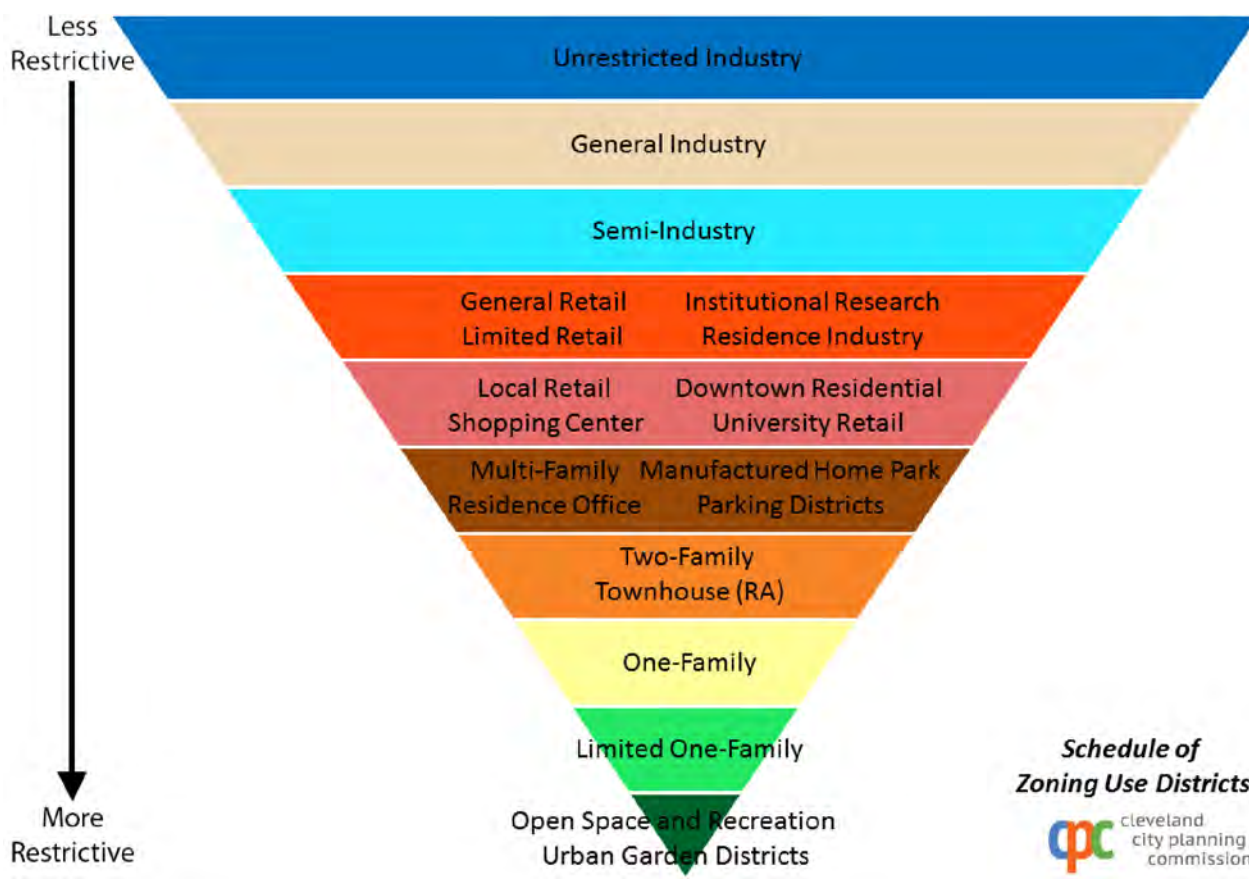 Less
Restrictive
Unrestricted Industry
General Industry
Semi-Industry
General Retail Institutional Research
Limited Retail Residence Industry
Local Retail Downtown Residential
Shopping Center University Retail
Multi-Family Manufactured Home Park
Residence Office Parking Districts
Two-Family
Townhouse (RA)
One-Family
Limited One-Family
Open Space and Recreation
Urban Garden Districts
More
Restrictive
Schedule of
Zoning Use Districts
cpc
cleveland
city planning
commission